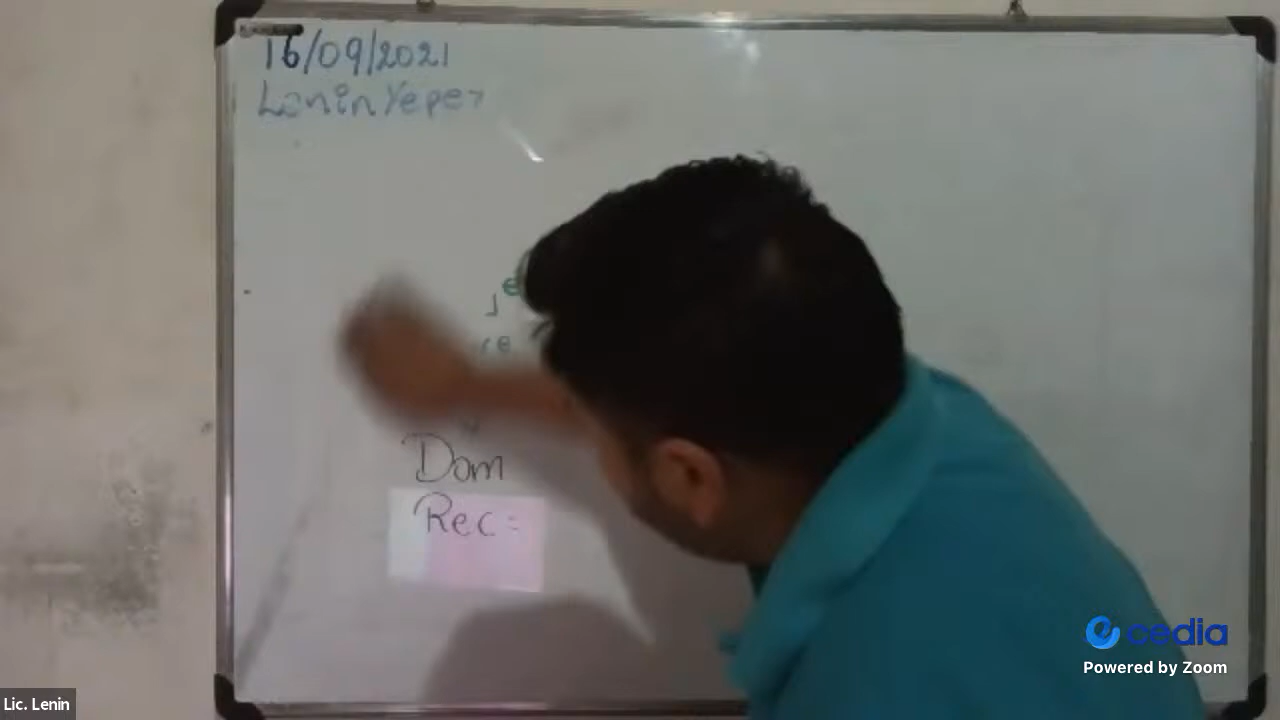 16/09/2021
Lenin Yepez
Dom
Rec =
cedia
Powered by Zoom
Lic. Lenin